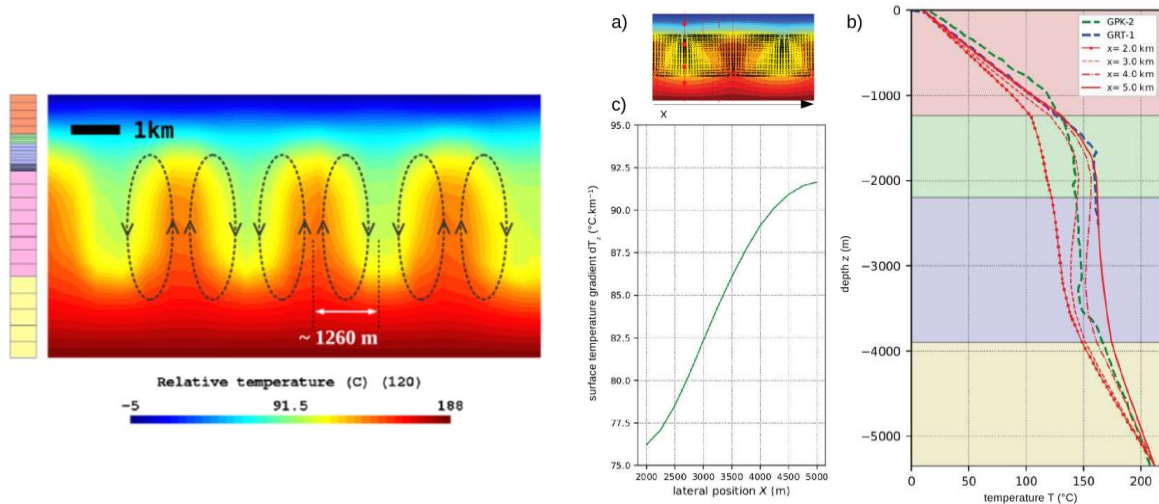 1km
~ 1260 m
Relative temperature (C) (120)
-5 91.5 188
a)
x
c)
95.0
92.5
90.0
87.5
85.0
82.5
80.0
77.5
75.0
surface temperature gradient dT_z (°C.km⁻¹)
2000 2500 3000 3500 4000 4500 5000
lateral position X (m)
b)
GPK-2
GRT-1
x= 2.0 km
x= 3.0 km
x= 4.0 km
x= 5.0 km
0
−1000
−2000
−3000
−4000
−5000
depth z (m)
0 50 100 150 200
temperature T (°C)